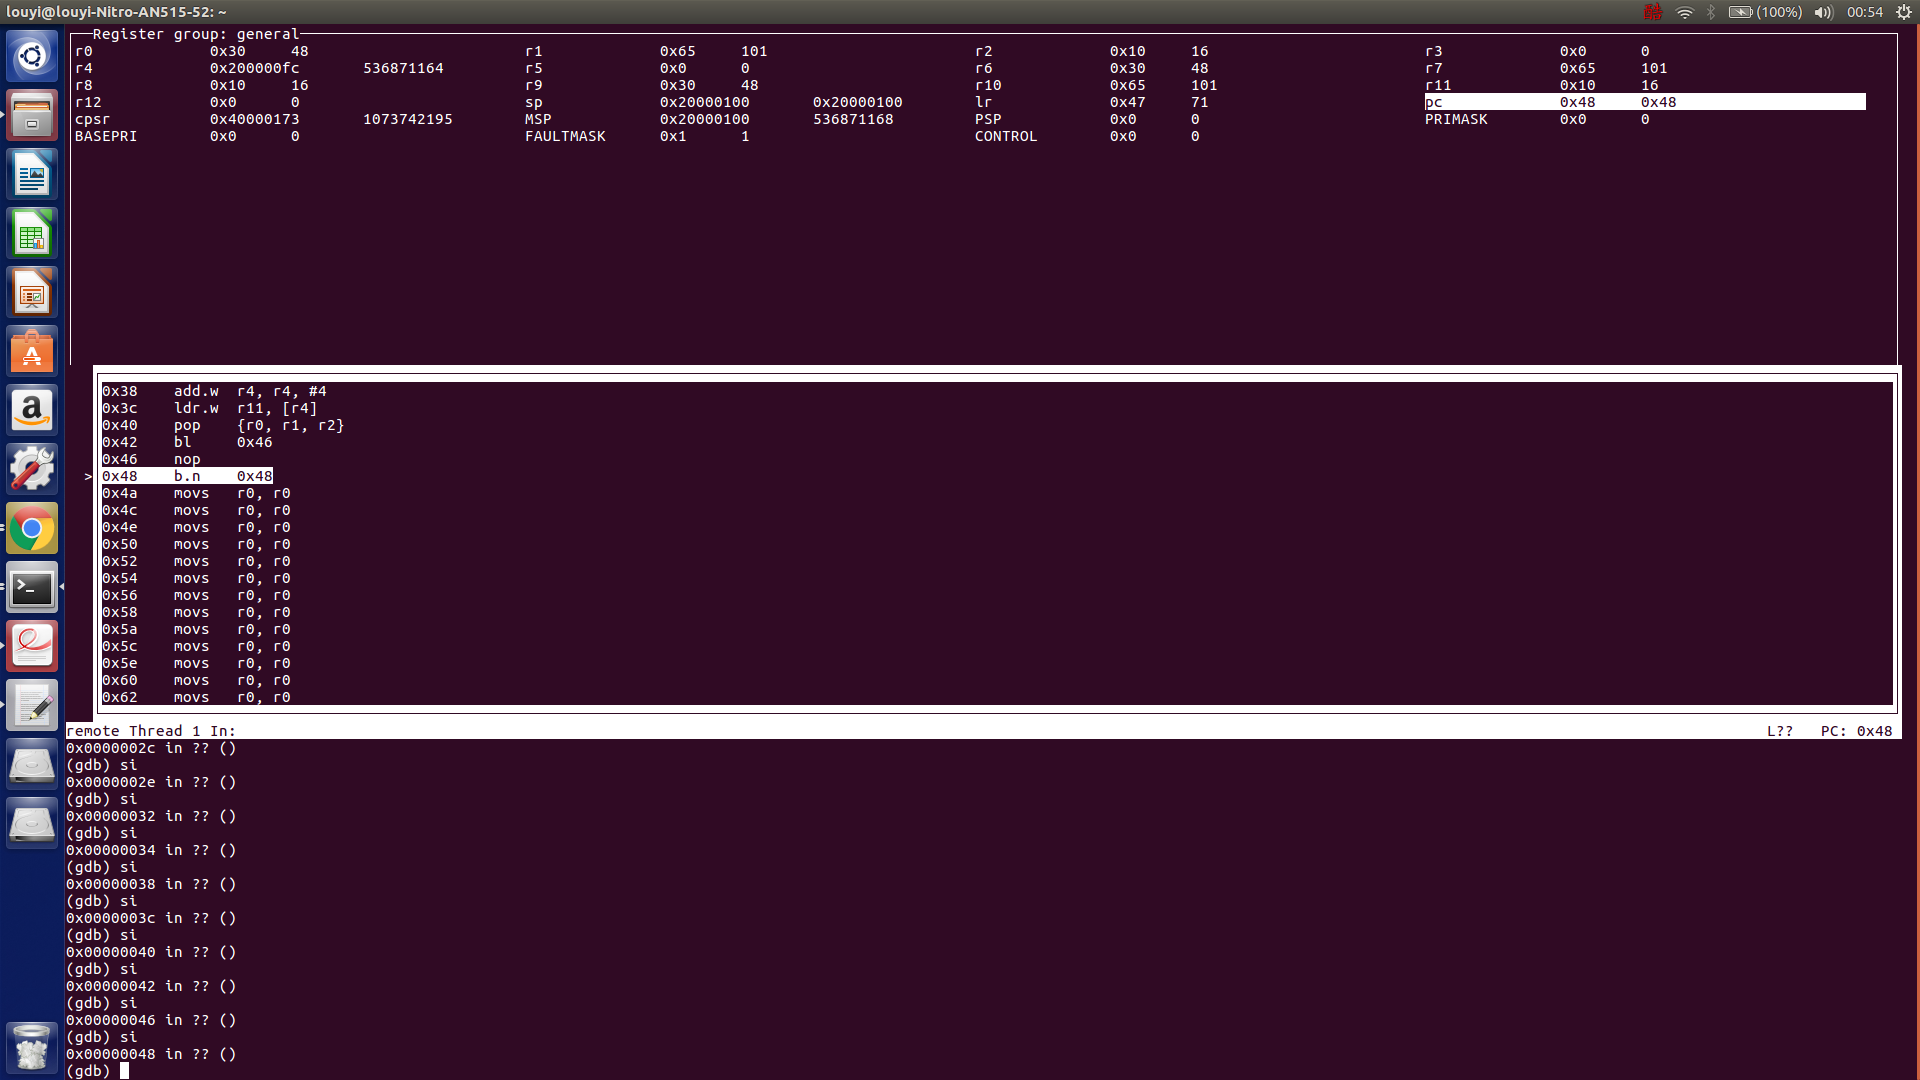 louyi@louyi-Nitro-AN515-52: ~ (100%) 00:54
Register group: general
r0 0x30 48 r1 0x65 101 r2 0x10 16 r3 0x0 0
r4 0x200000fc 536871164 r5 0x0 0 r6 0x30 48 r7 0x65 101
r8 0x10 16 r9 0x30 48 r10 0x65 101 r11 0x10 16
r12 0x0 0 sp 0x20000100 0x20000100 lr 0x47 71 pc 0x48 0x48
cpsr 0x40000173 1073742195 MSP 0x20000100 536871168 PSP 0x0 0 PRIMASK 0x0 0
BASEPRI 0x0 0 FAULTMASK 0x1 1 CONTROL 0x0 0
0x38 add.w r4, r4, #4
0x3c ldr.w r11, [r4]
0x40 pop {r0, r1, r2}
0x42 bl 0x46
0x46 nop
> 0x48 b.n 0x48
0x4a movs r0, r0
0x4c movs r0, r0
0x4e movs r0, r0
0x50 movs r0, r0
0x52 movs r0, r0
0x54 movs r0, r0
0x56 movs r0, r0
0x58 movs r0, r0
0x5a movs r0, r0
0x5c movs r0, r0
0x5e movs r0, r0
0x60 movs r0, r0
0x62 movs r0, r0
remote Thread 1 In: L?? PC: 0x48
0x0000002c in ?? ()
(gdb) si
0x0000002e in ?? ()
(gdb) si
0x00000032 in ?? ()
(gdb) si
0x00000034 in ?? ()
(gdb) si
0x00000038 in ?? ()
(gdb) si
0x0000003c in ?? ()
(gdb) si
0x00000040 in ?? ()
(gdb) si
0x00000042 in ?? ()
(gdb) si
0x00000046 in ?? ()
(gdb) si
0x00000048 in ?? ()
(gdb)